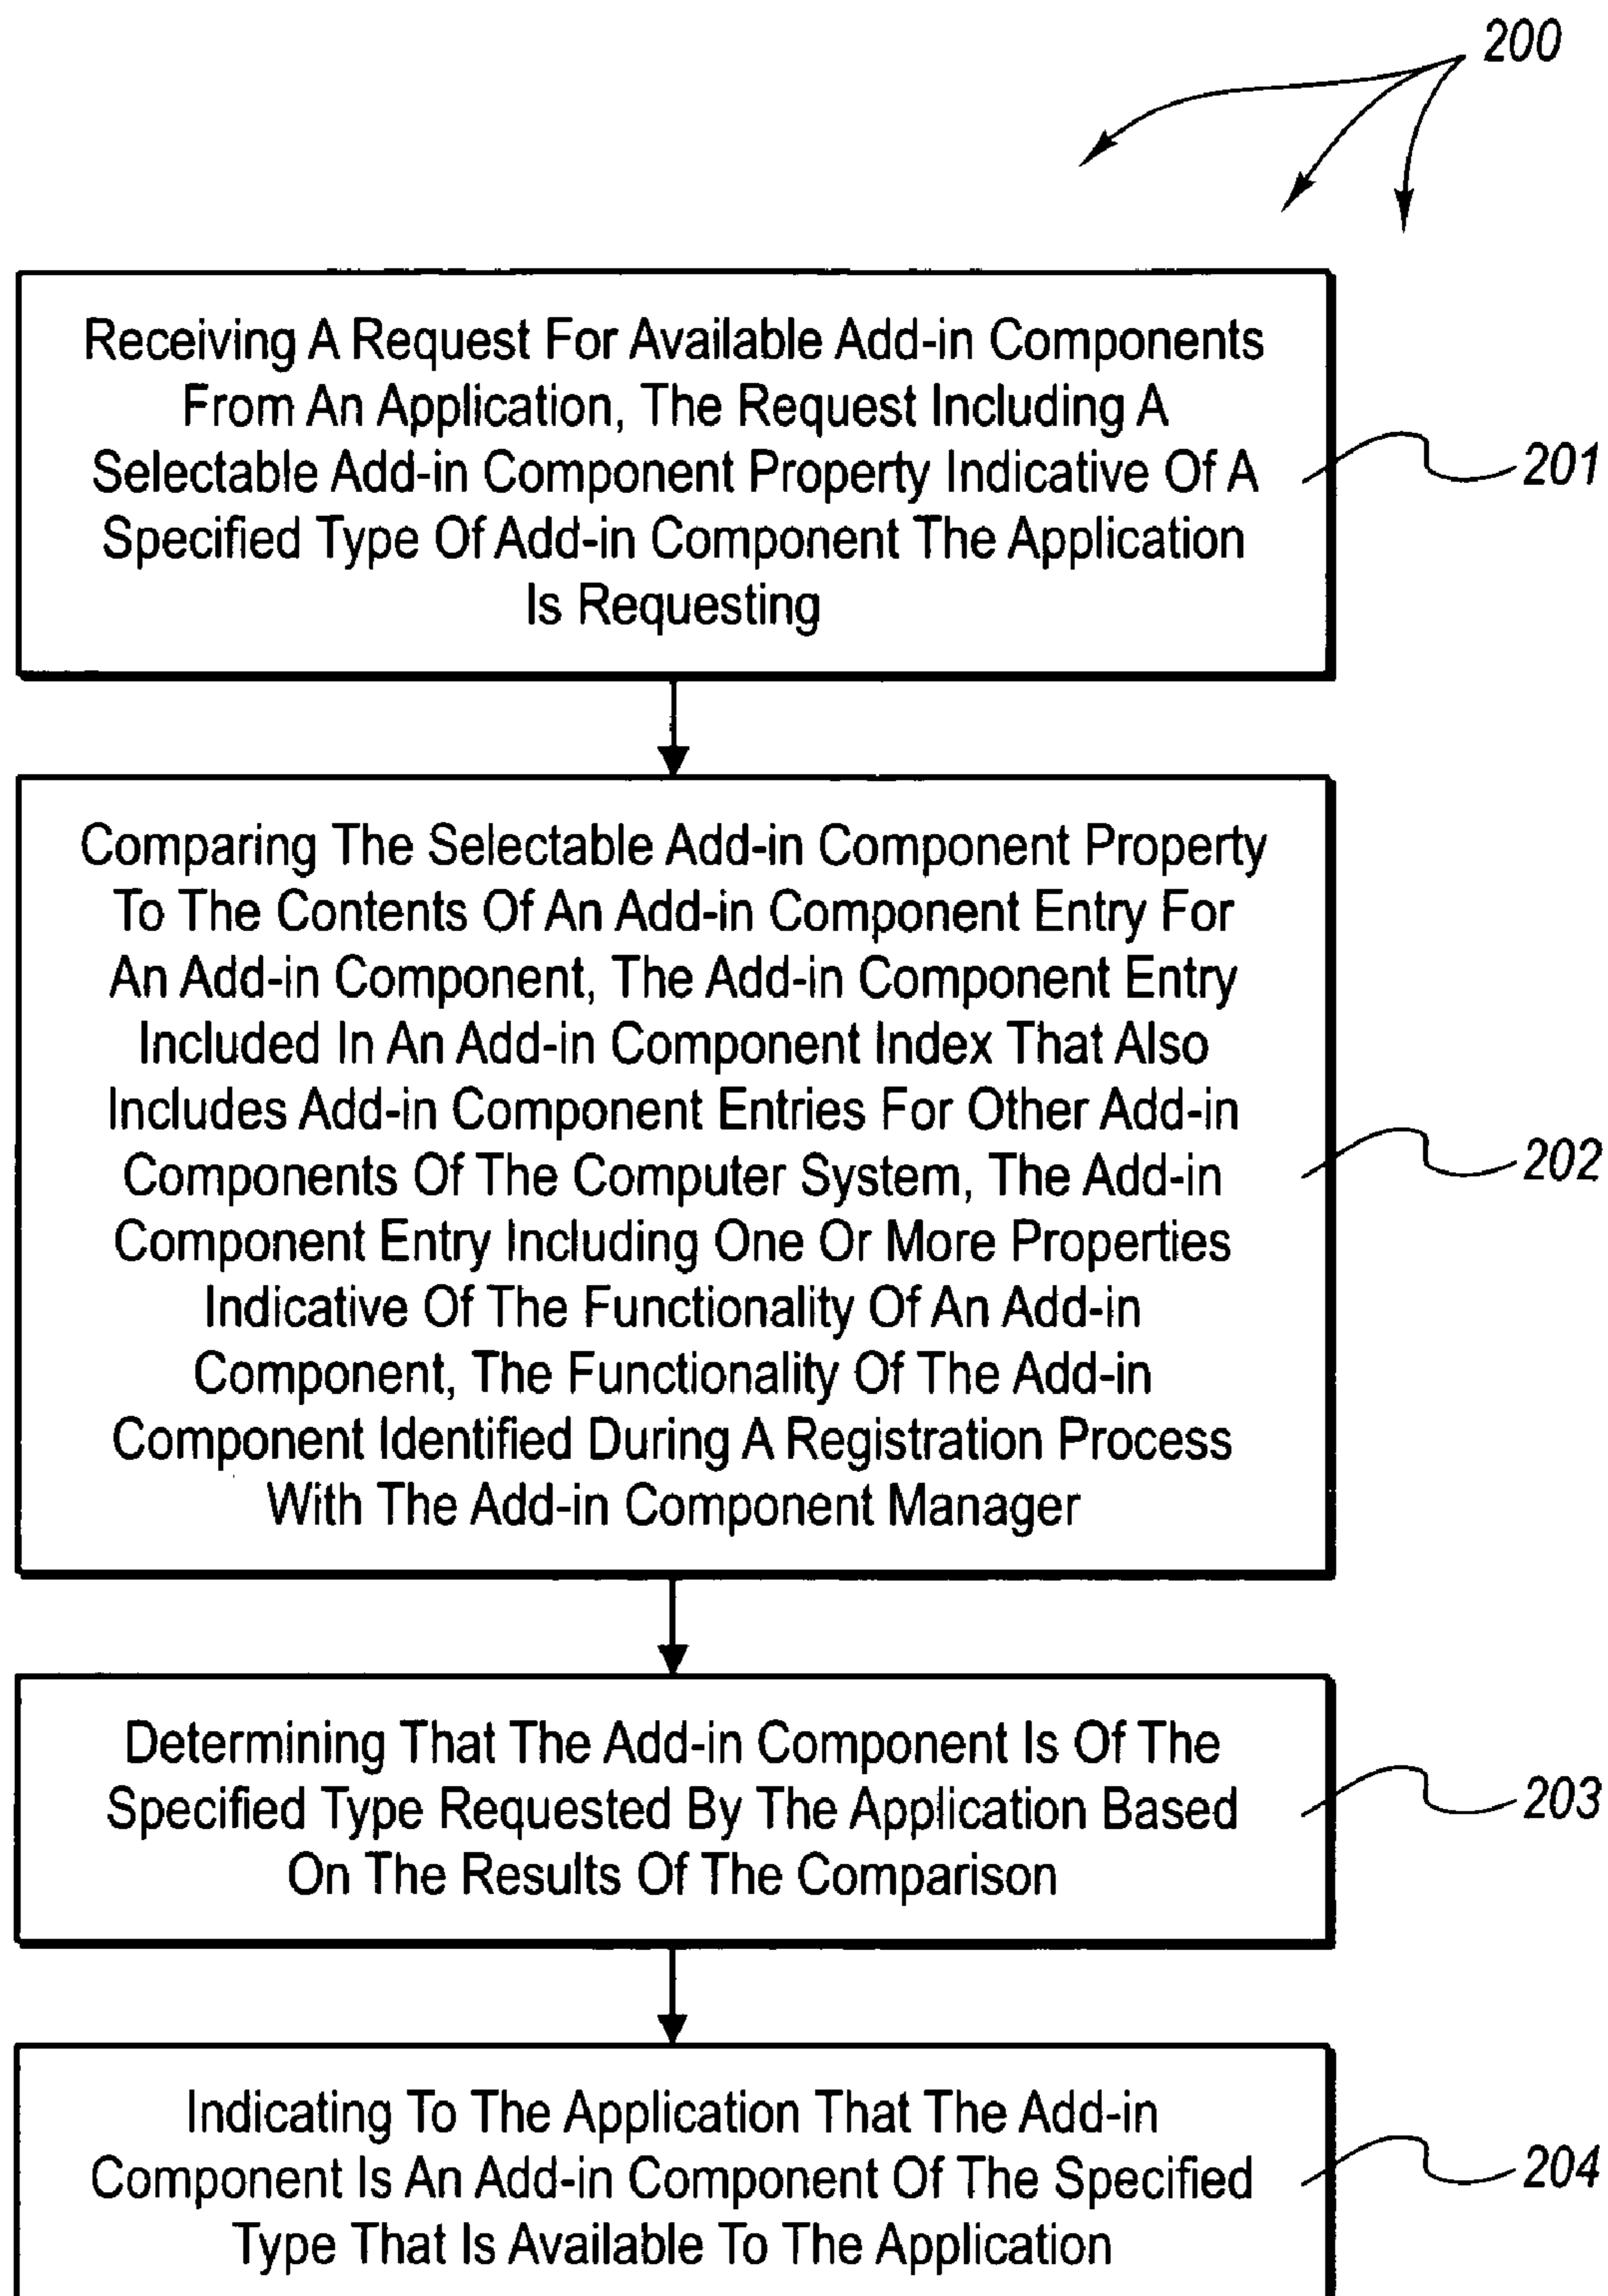 200
Receiving A Request For Available Add-in Components
From An Application, The Request Including A
Selectable Add-in Component Property Indicative Of A
Specified Type Of Add-in Component The Application
Is Requesting
201
Comparing The Selectable Add-in Component Property
To The Contents Of An Add-in Component Entry For
An Add-in Component, The Add-in Component Entry
Included In An Add-in Component Index That Also
Includes Add-in Component Entries For Other Add-in
Components Of The Computer System, The Add-in
Component Entry Including One Or More Properties
Indicative Of The Functionality Of An Add-in
Component, The Functionality Of The Add-in
Component Identified During A Registration Process
With The Add-in Component Manager
202
Determining That The Add-in Component Is Of The
Specified Type Requested By The Application Based
On The Results Of The Comparison
203
Indicating To The Application That The Add-in
Component Is An Add-in Component Of The Specified
Type That Is Available To The Application
204